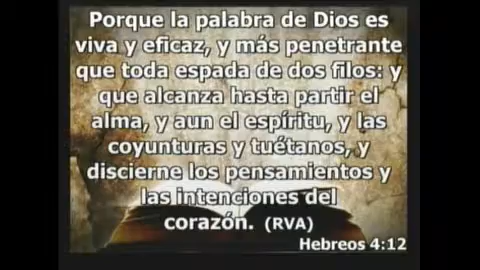 Porque la palabra de Dios es
viva y eficaz, y más penetrante
que toda espada de dos filos: y
que alcanza hasta partir el
alma, y aun el espíritu, y las
coyunturas y tuétanos, y
discierne los pensamientos y
las intenciones del
corazón. (RVA)
Hebreos 4:12